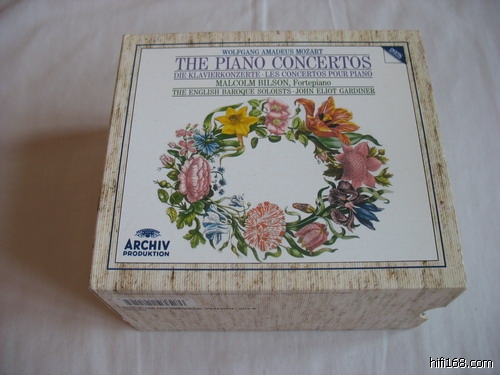 WOLFGANG AMADEUS MOZART
THE PIANO CONCERTOS
DIE KLAVIERKONZERTE · LES CONCERTOS POUR PIANO
MALCOLM BILSON, Fortepiano
THE ENGLISH BAROQUE SOLOISTS · JOHN ELIOT GARDINER
ARCHIV
PRODUKTION
hifi168.com